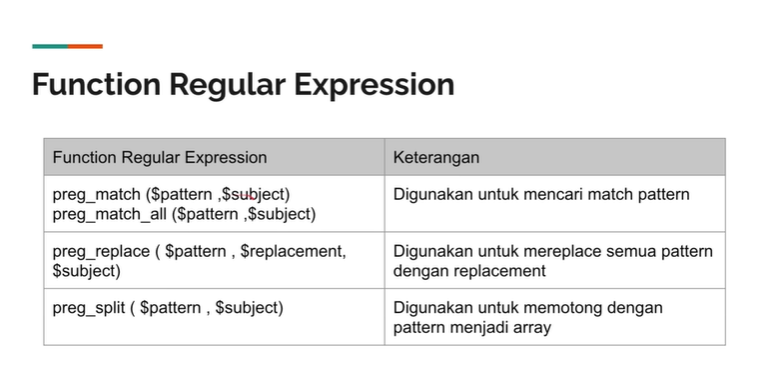 Function Regular Expression
Function Regular Expression
Keterangan
preg_match ($pattern ,$subject)
preg_match_all ($pattern ,$subject)
Digunakan untuk mencari match pattern
preg_replace ( $pattern , $replacement,
$subject)
Digunakan untuk mereplace semua pattern
dengan replacement
preg_split ( $pattern , $subject)
Digunakan untuk memotong dengan
pattern menjadi array